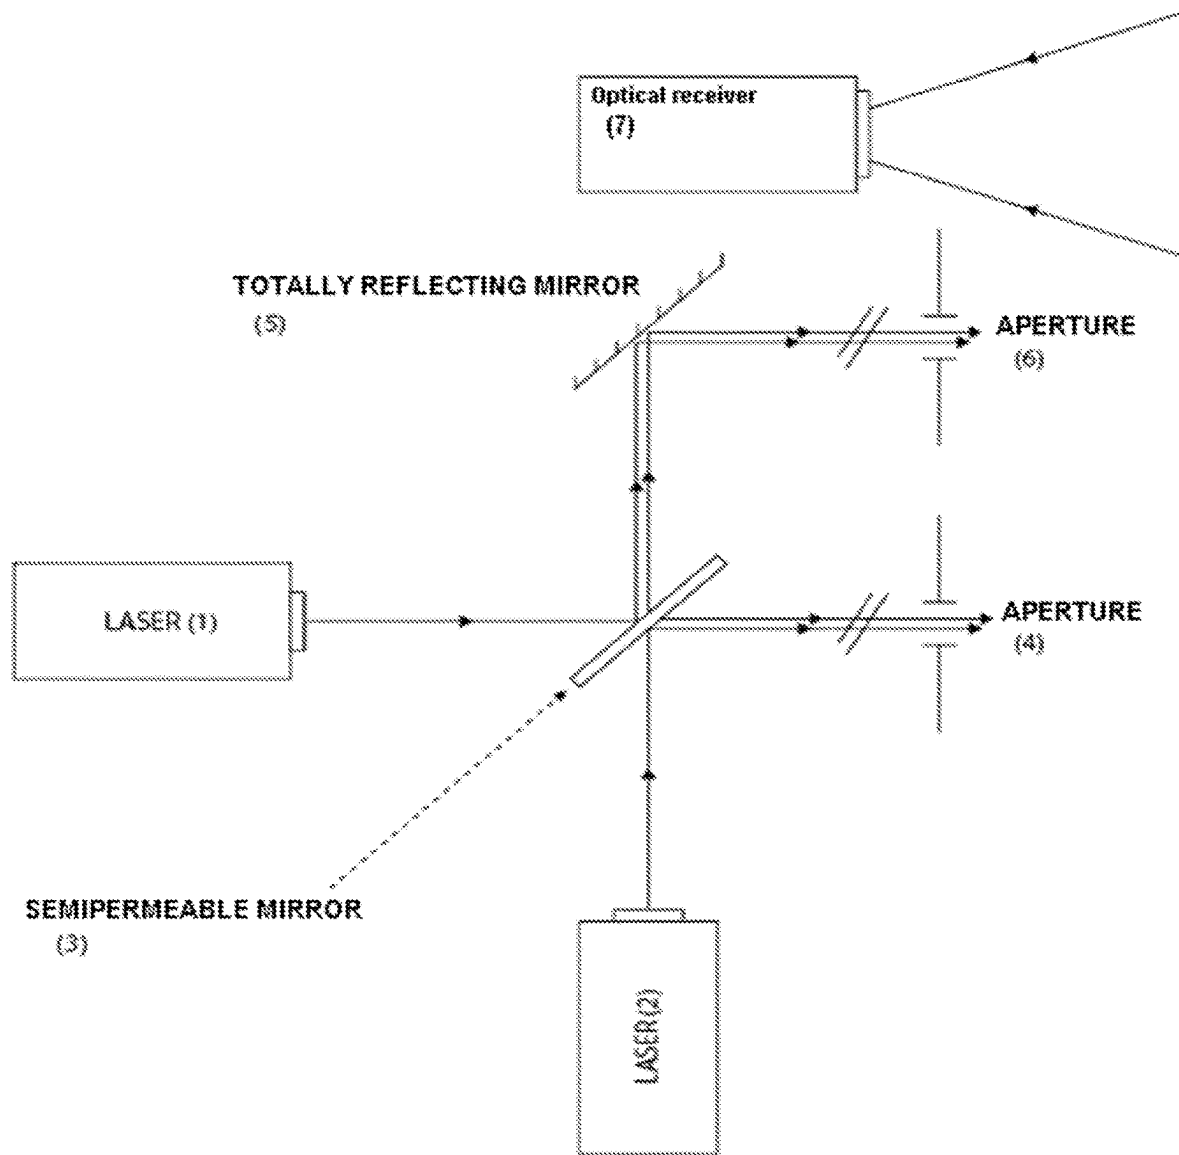 Optical receiver
(7)
TOTALLY REFLECTING MIRROR
(5)
APERTURE
(6)
LASER (1)
APERTURE
(4)
SEMIPERMEABLE MIRROR
(3)
LASER (2)